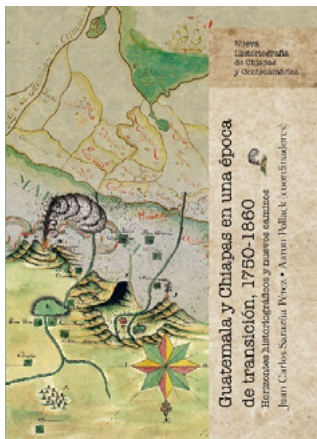 Nueva
Historiografía
de Chiapas
y Centroamérica
Guatemala y Chiapas en una época
de transición, 1750-1860
Horizontes historiográficos y nuevos caminos
Juan Carlos Sarazúa Pérez • Aaron Pollack (coordinadores)